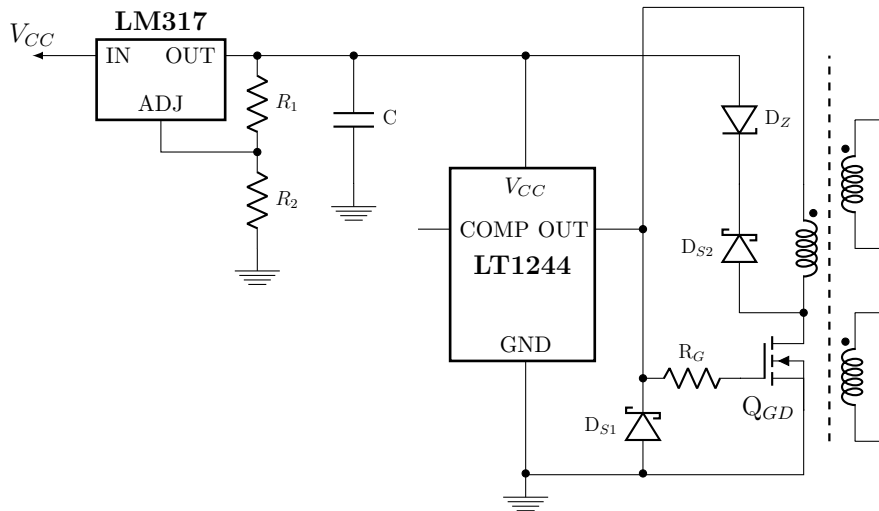 LM317
V_CC
IN OUT
ADJ
R_1
R_2
C
V_CC
COMP OUT
LT1244
GND
D_Z
D_S2
R_G
Q_GD
D_S1